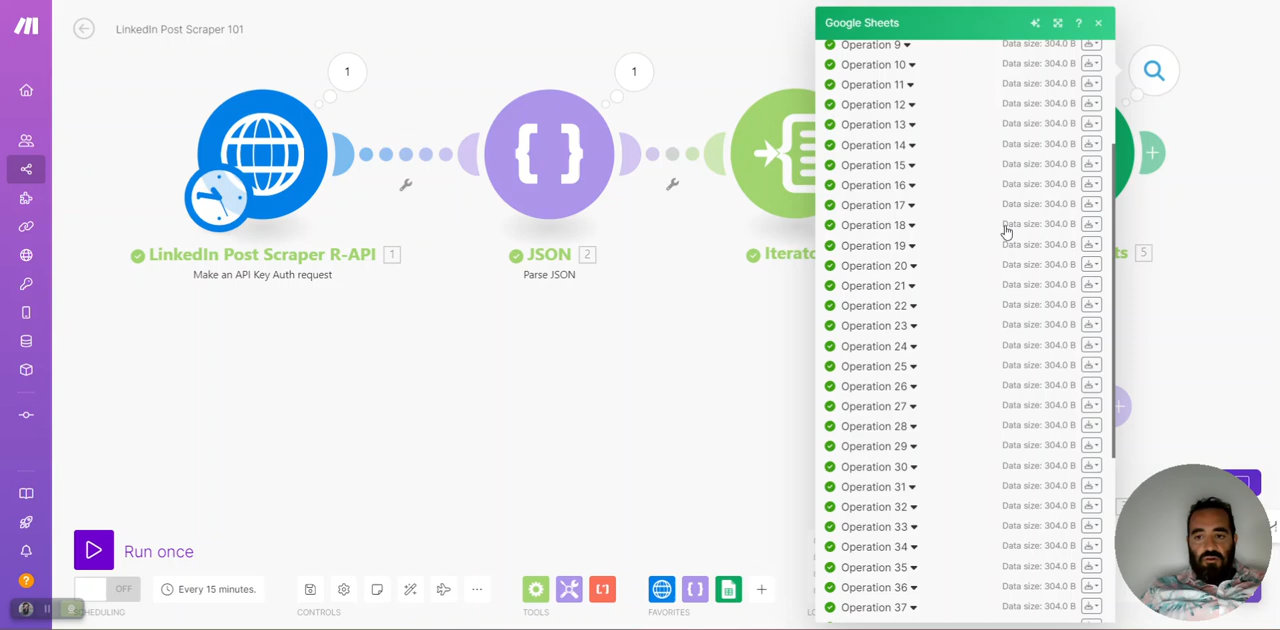 LinkedIn Post Scraper 101
1
1
LinkedIn Post Scraper R-API 1
Make an API Key Auth request
JSON 2
Parse JSON
5
Google Sheets
?
Operation 9 Data size: 304.0 B
Operation 10 Data size: 304.0 B
Operation 11 Data size: 304.0 B
Operation 12 Data size: 304.0 B
Operation 13 Data size: 304.0 B
Operation 14 Data size: 304.0 B
Operation 15 Data size: 304.0 B
Operation 16 Data size: 304.0 B
Operation 17 Data size: 304.0 B
Operation 18 Data size: 304.0 B
Operation 19 Data size: 304.0 B
Operation 20 Data size: 304.0 B
Operation 21 Data size: 304.0 B
Operation 22 Data size: 304.0 B
Operation 23 Data size: 304.0 B
Operation 24 Data size: 304.0 B
Operation 25 Data size: 304.0 B
Operation 26 Data size: 304.0 B
Operation 27 Data size: 304.0 B
Operation 28 Data size: 304.0 B
Operation 29 Data size: 304.0 B
Operation 30 Data size: 304.0 B
Operation 31 Data size: 304.0 B
Operation 32 Data size: 304.0 B
Operation 33 Data size: 304.0 B
Operation 34 Data size: 304.0 B
Operation 35 Data size: 304.0 B
Operation 36 Data size: 304.0 B
Operation 37 Data size: 304.0 B
Run once
OFF
Every 15 minutes.
CONTROLS
TOOLS
FAVORITES